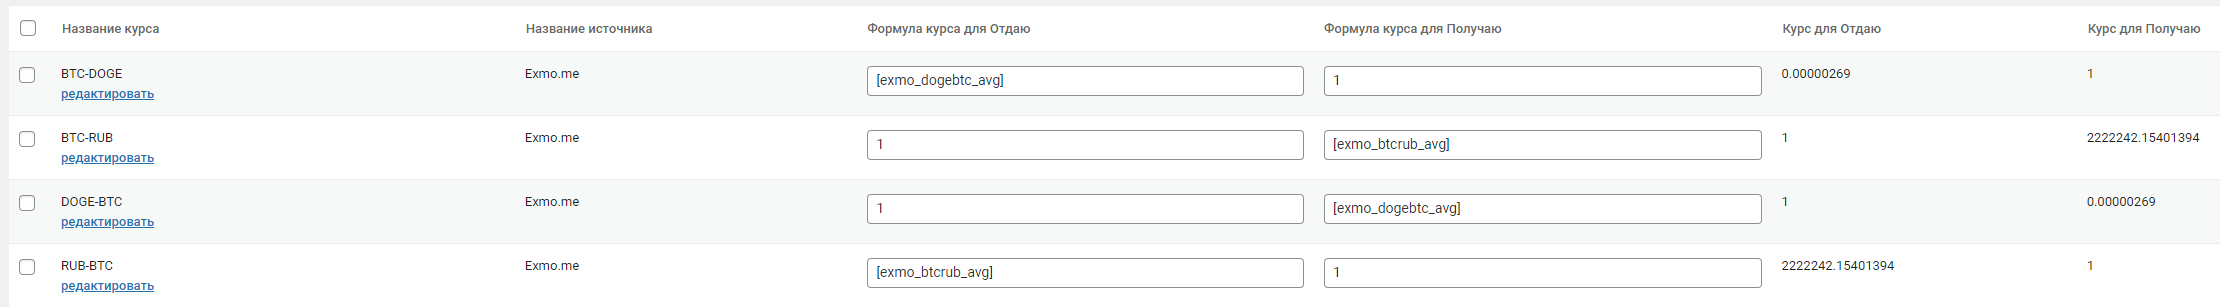 Название курса Название источника Формула курса для Отдаю Формула курса для Получаю Курс для Отдаю Курс для Получаю
BTC-DOGE Exmo.me [exmo_dogebtc_avg] 1 0.00000269 1
редактировать
BTC-RUB Exmo.me 1 [exmo_btcrub_avg] 1 2222242.15401394
редактировать
DOGE-BTC Exmo.me 1 [exmo_dogebtc_avg] 1 0.00000269
редактировать
RUB-BTC Exmo.me [exmo_btcrub_avg] 1 2222242.15401394 1
редактировать